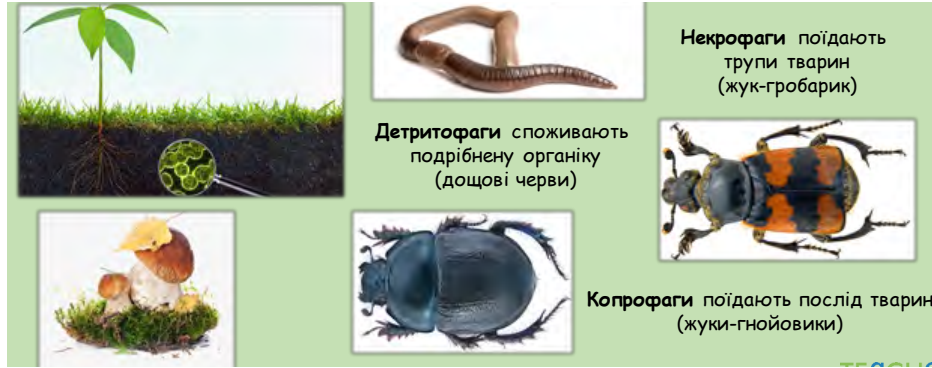 Некрофаги поїдають
трупи тварин
(жук-гробарик)
Детритофаги споживають
подрібнену органіку
(дощові черви)
Копрофаги поїдають послід тварин
(жуки-гнойовики)